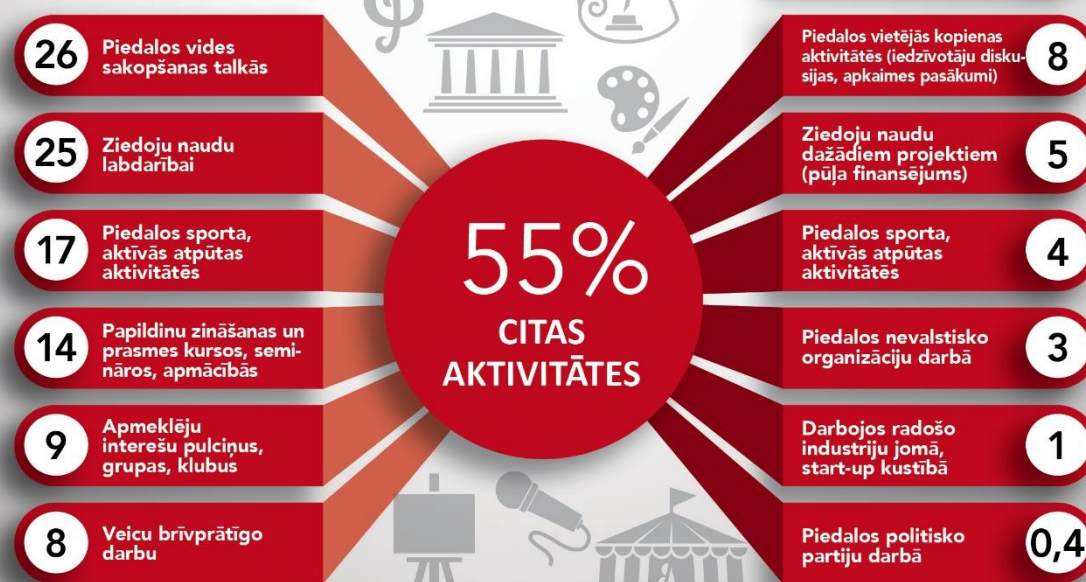 26
Piedalos vides
sakopšanas talkās
25
Ziedoju naudu
labdarībai
17
Piedalos sporta,
aktīvās atpūtas
aktivitātēs
14
Papildinu zināšanas un
prasmes kursos, semi-
nāros, apmācībās
9
Apmeklēju
interešu pulciņus,
grupas, klubus
8
Veicu brīvprātīgo
darbu
55%
CITAS
AKTIVITĀTES
Piedalos vietējās kopienas
aktivitātēs (iedzīvotāju disku-
sijas, apkaimes pasākumi)
8
Ziedoju naudu
dažādiem projektiem
(pūļa finansējums)
5
Piedalos sporta,
aktīvās atpūtas
aktivitātēs
4
Piedalos nevalstisko
organizāciju darbā
3
Darbojos radošo
industriju jomā,
start-up kustībā
1
Piedalos politisko
partiju darbā
0,4